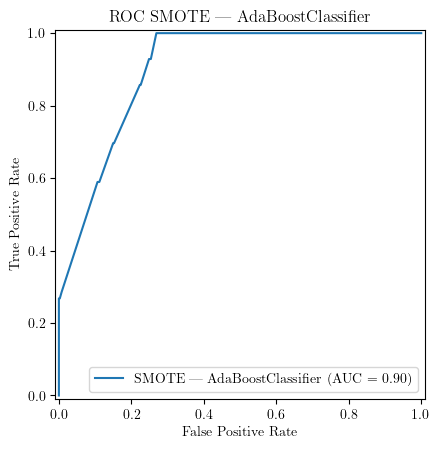 ROC SMOTE — AdaBoostClassifier
1.0
0.8
0.6
0.4
0.2
0.0
True Positive Rate
SMOTE — AdaBoostClassifier (AUC = 0.90)
0.0 0.2 0.4 0.6 0.8 1.0
False Positive Rate